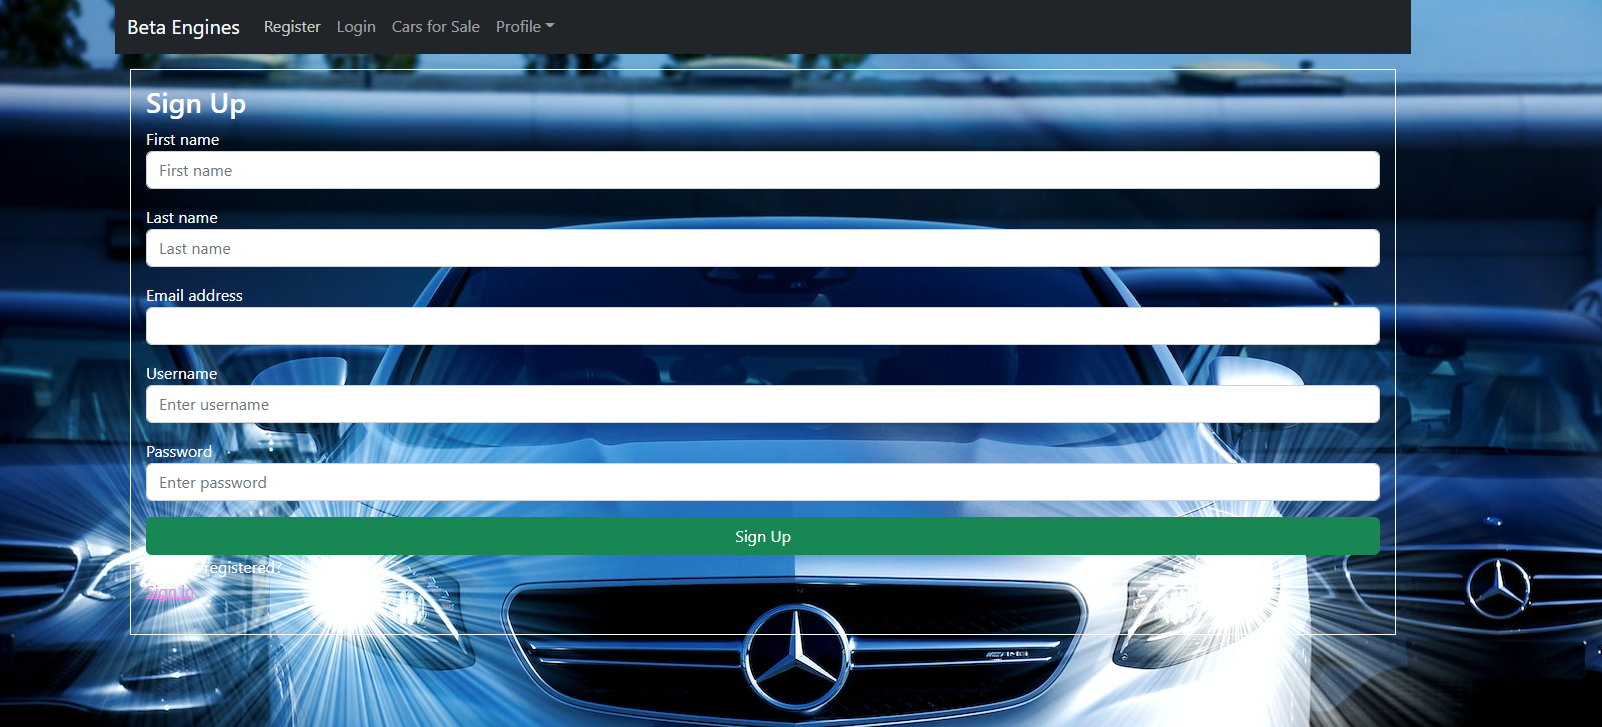 Beta Engines Register Login Cars for Sale Profile
Sign Up
First name
First name
Last name
Last name
Email address
Username
Enter username
Password
Enter password
Sign Up
registered?
Sign In
AMG